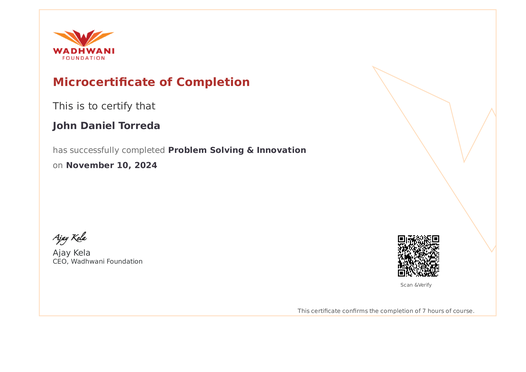 WADHWANI
FOUNDATION
Microcertificate of Completion
This is to certify that
John Daniel Torreda
has successfully completed Problem Solving & Innovation
on November 10, 2024
Ajay Kela
Ajay Kela
CEO, Wadhwani Foundation
Scan &Verify
This certificate confirms the completion of 7 hours of course.